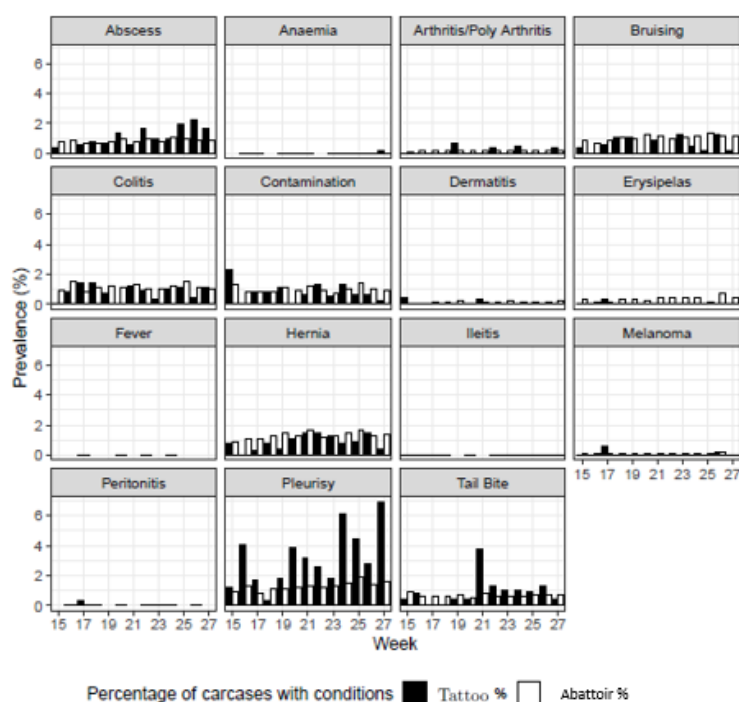 Abscess Anaemia Arthritis/Poly Arthritis Bruising
6
4
2
0
Colitis Contamination Dermatitis Erysipelas
6
4
2
0
Prevalence (%)
Fever Hernia Ileitis Melanoma
6
4
2
0
15 17 19 21 23 25 27
Peritonitis Pleurisy Tail Bite
6
4
2
0
15 17 19 21 23 25 27 15 17 19 21 23 25 27 15 17 19 21 23 25 27
Week
Percentage of carcases with conditions Tattoo % Abattoir %